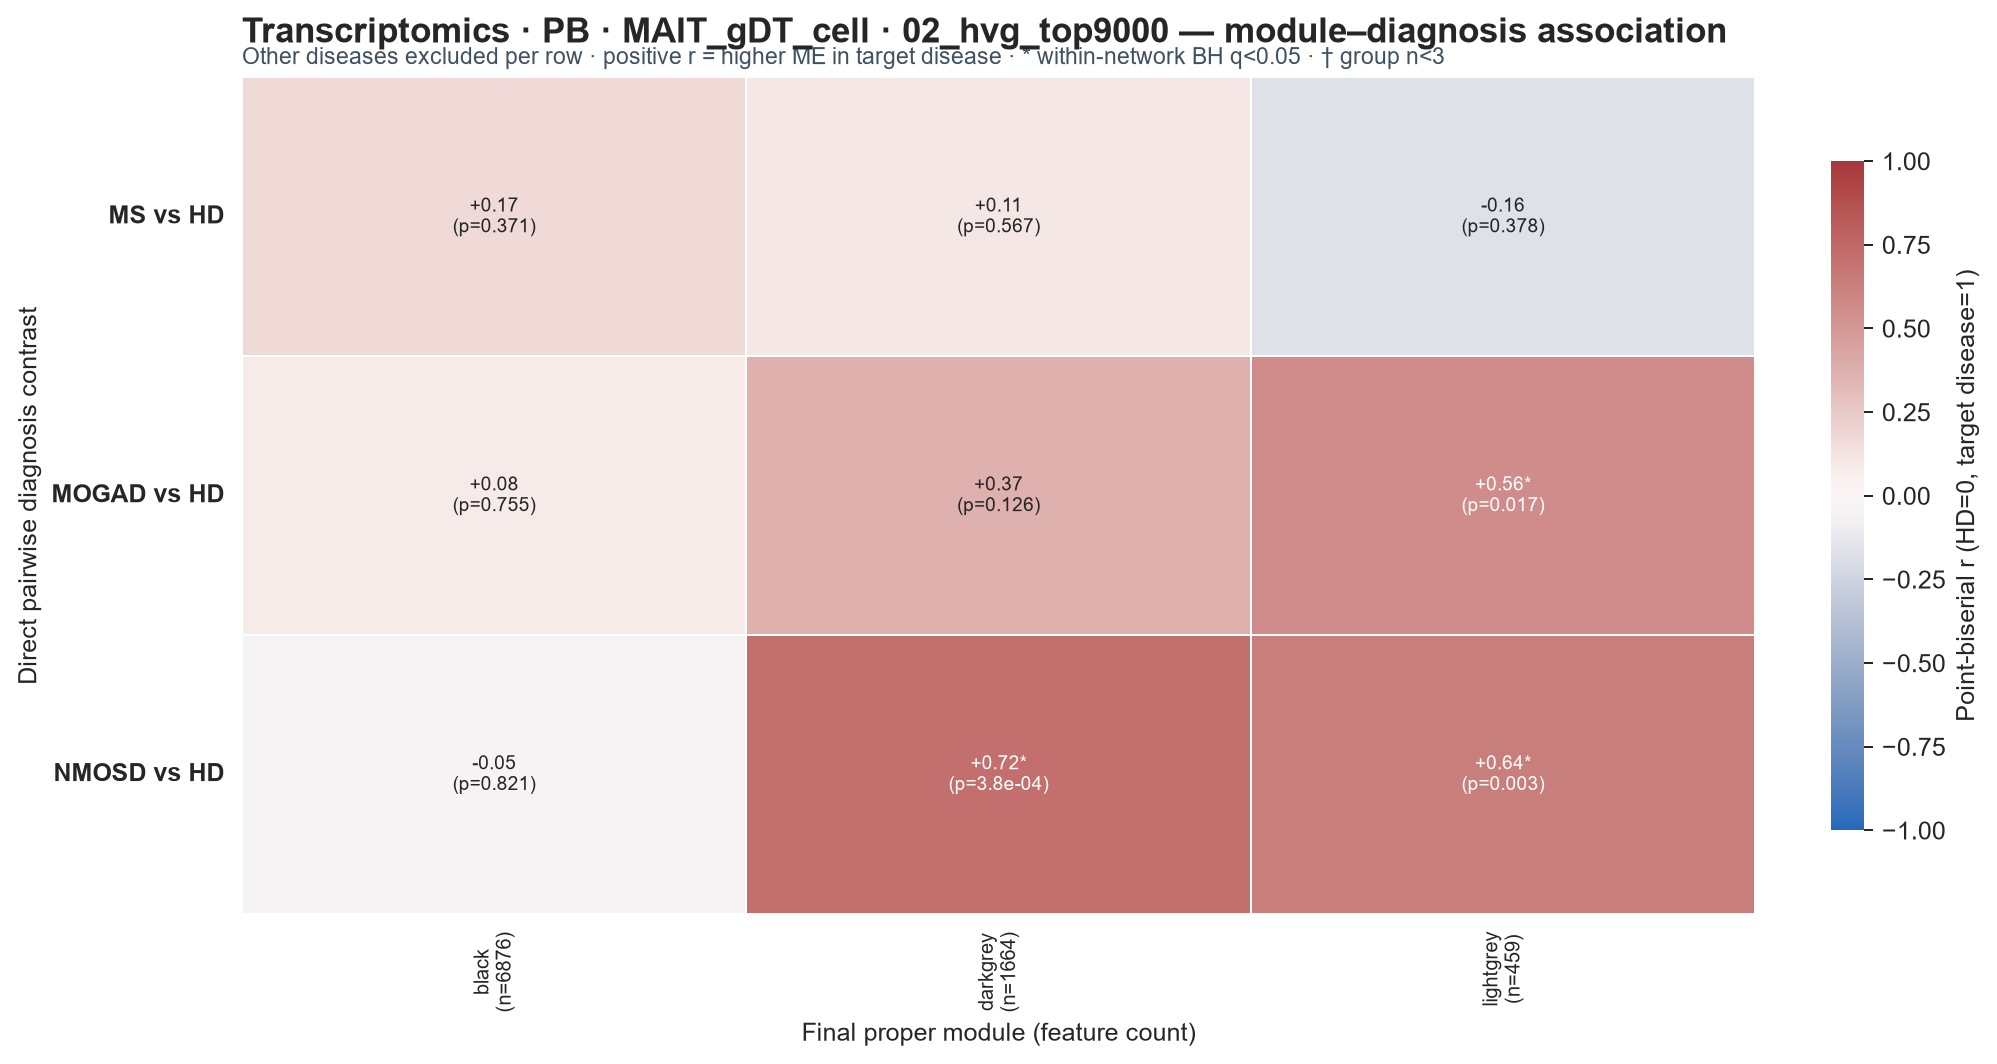 Transcriptomics · PB · MAIT_gDT_cell · 02_hvg_top9000 — module–diagnosis association
Other diseases excluded per row · positive r = higher ME in target disease · * within-network BH q<0.05 · † group n<3
Direct pairwise diagnosis contrast
MS vs HD
+0.17
(p=0.371)
+0.11
(p=0.567)
-0.16
(p=0.378)
MOGAD vs HD
+0.08
(p=0.755)
+0.37
(p=0.126)
+0.56*
(p=0.017)
NMOSD vs HD
-0.05
(p=0.821)
+0.72*
(p=3.8e-04)
+0.64*
(p=0.003)
black
(n=6876)
darkgrey
(n=1664)
lightgrey
(n=459)
Final proper module (feature count)
1.00
0.75
0.50
0.25
0.00
−0.25
−0.50
−0.75
−1.00
Point-biserial r (HD=0, target disease=1)